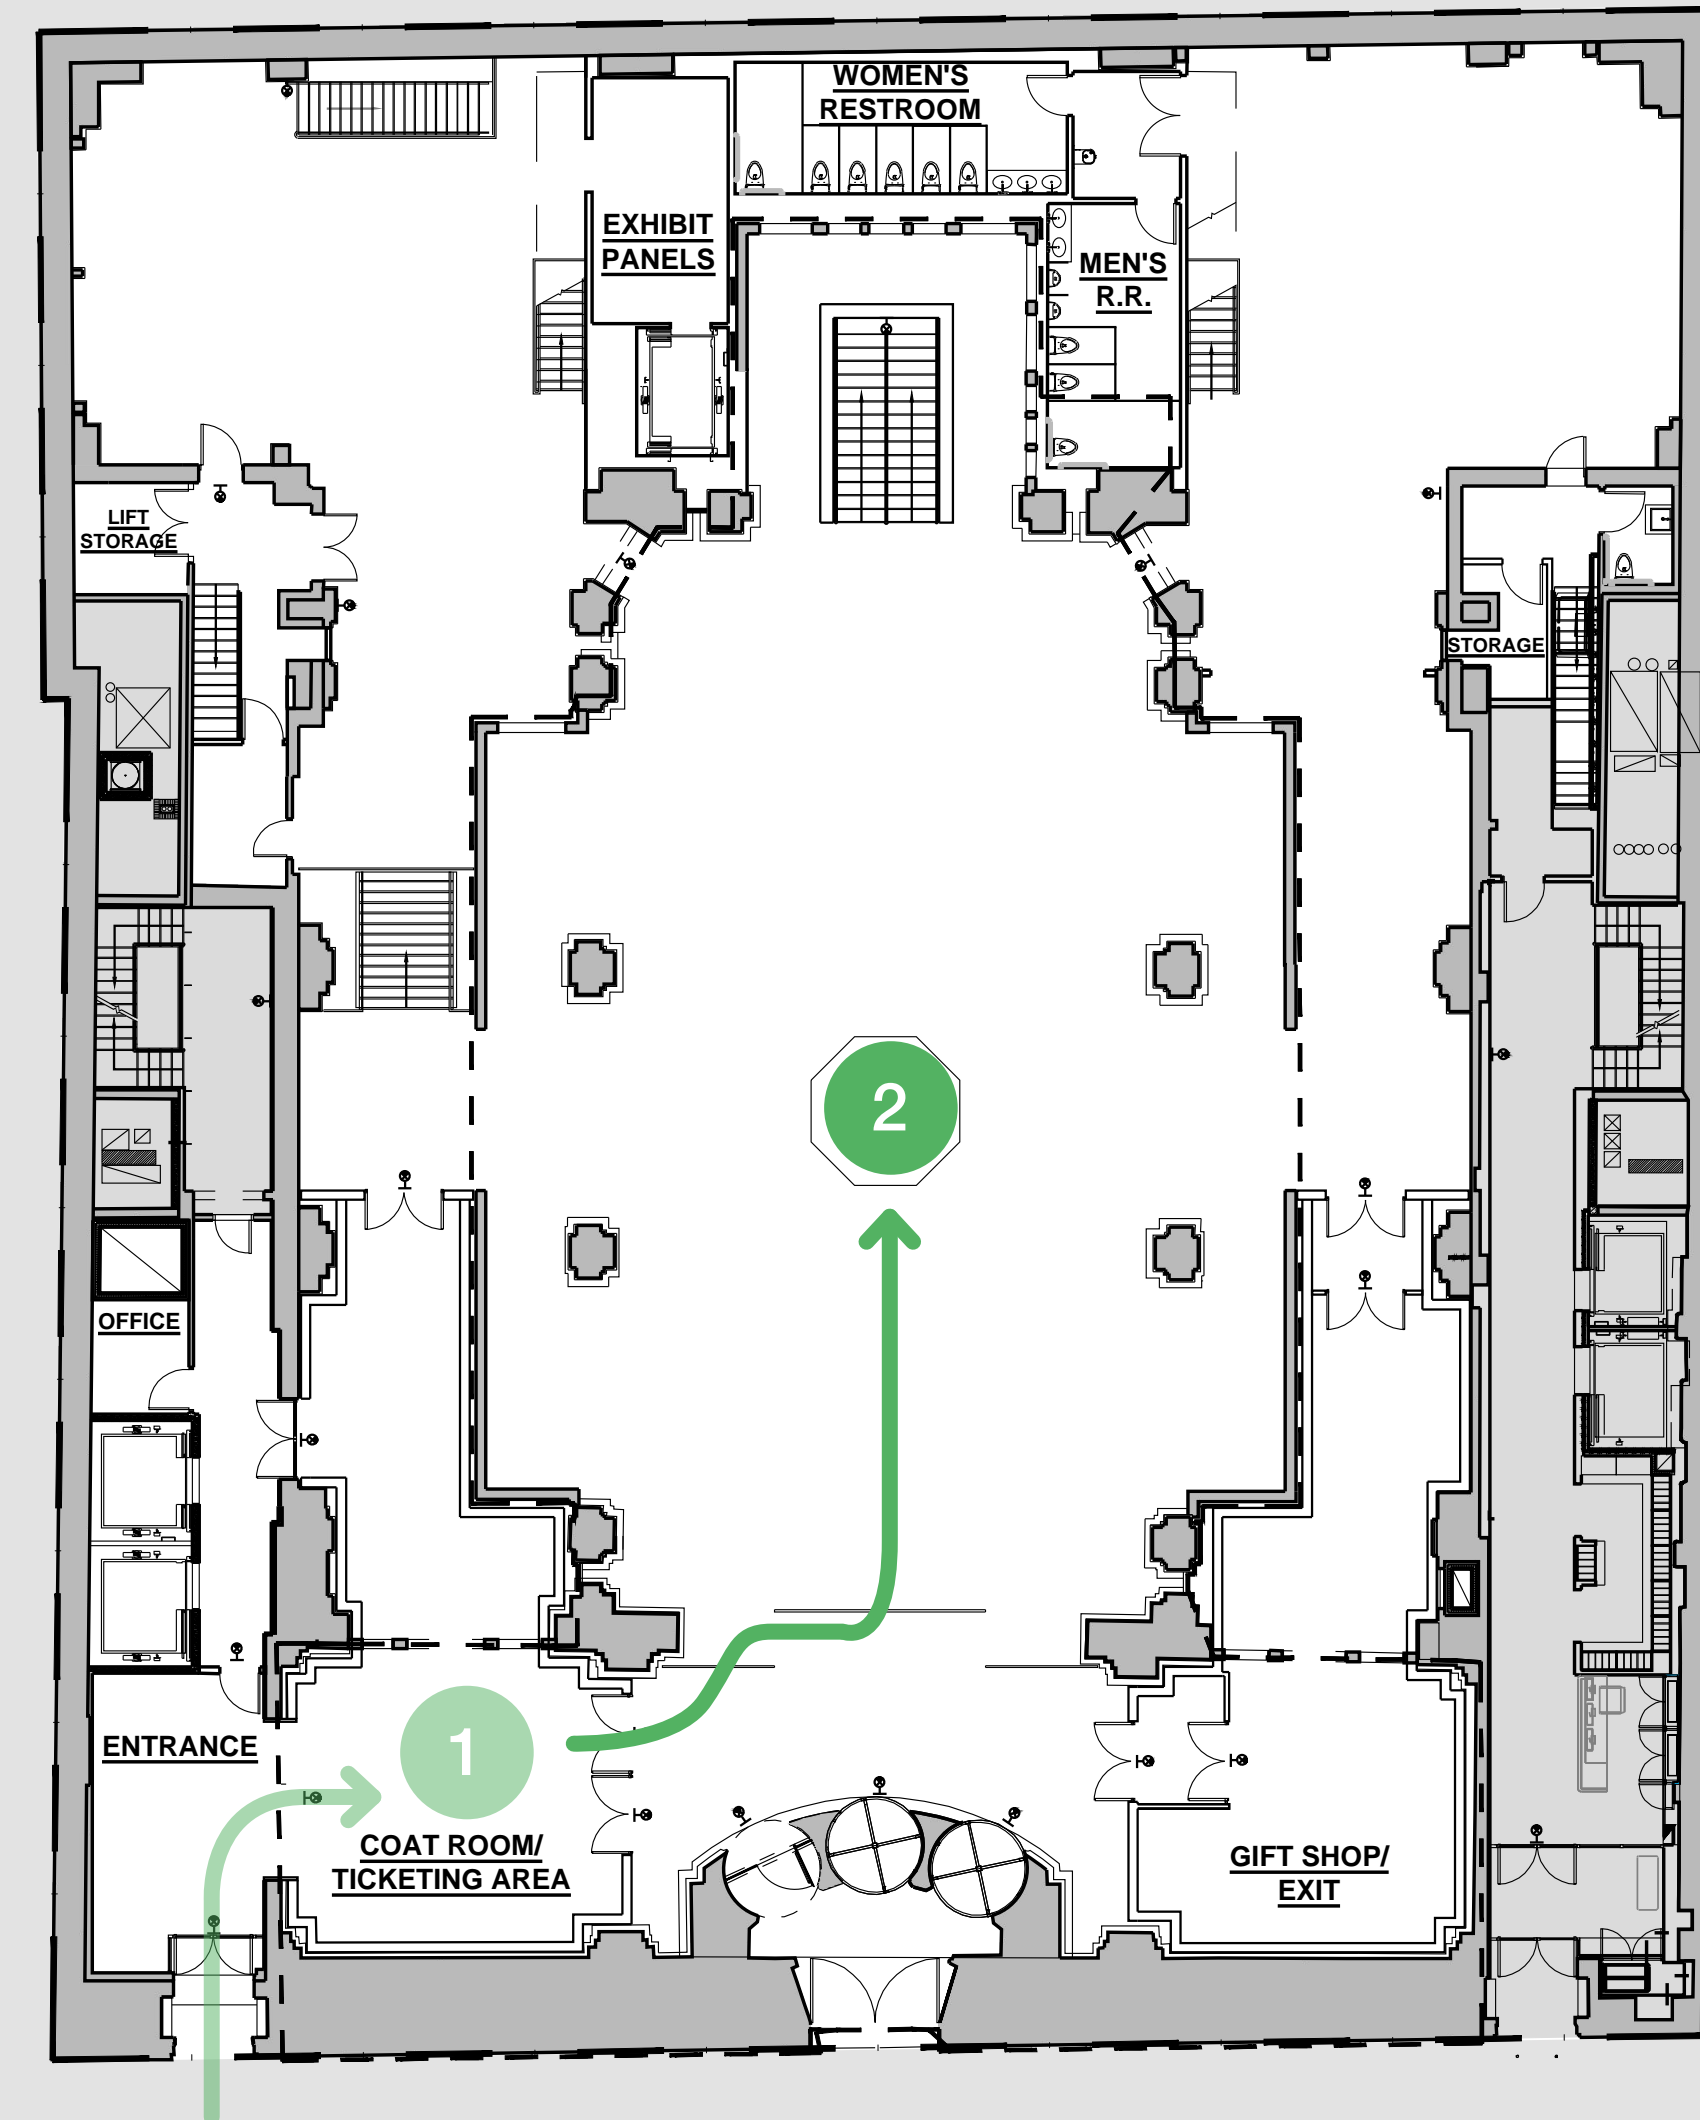 WOMEN'S
RESTROOM
EXHIBIT
PANELS
MEN'S
R.R.
LIFT
STORAGE
STORAGE
2
OFFICE
ENTRANCE
1
COAT ROOM/
TICKETING AREA
GIFT SHOP/
EXIT